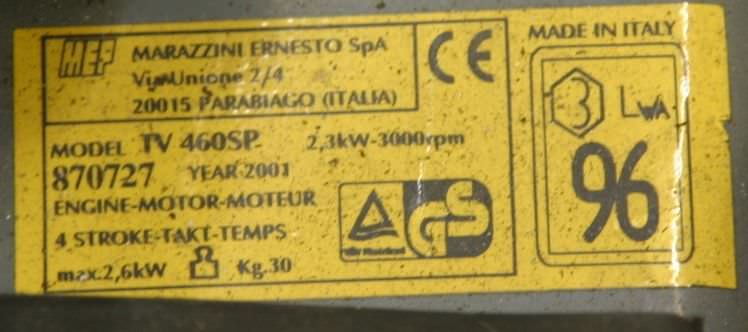 MEP MARAZZINI ERNESTO SpA
Via Unione 2/4
20015 PARABIAGO (ITALIA)
CE
MADE IN ITALY
MODEL TV 460SP 2,3kW-3000rpm
870727 YEAR 2001
ENGINE-MOTOR-MOTEUR
4 STROKE-TAKT-TEMPS
max.2,6kW Kg.30
GS
LWA
96